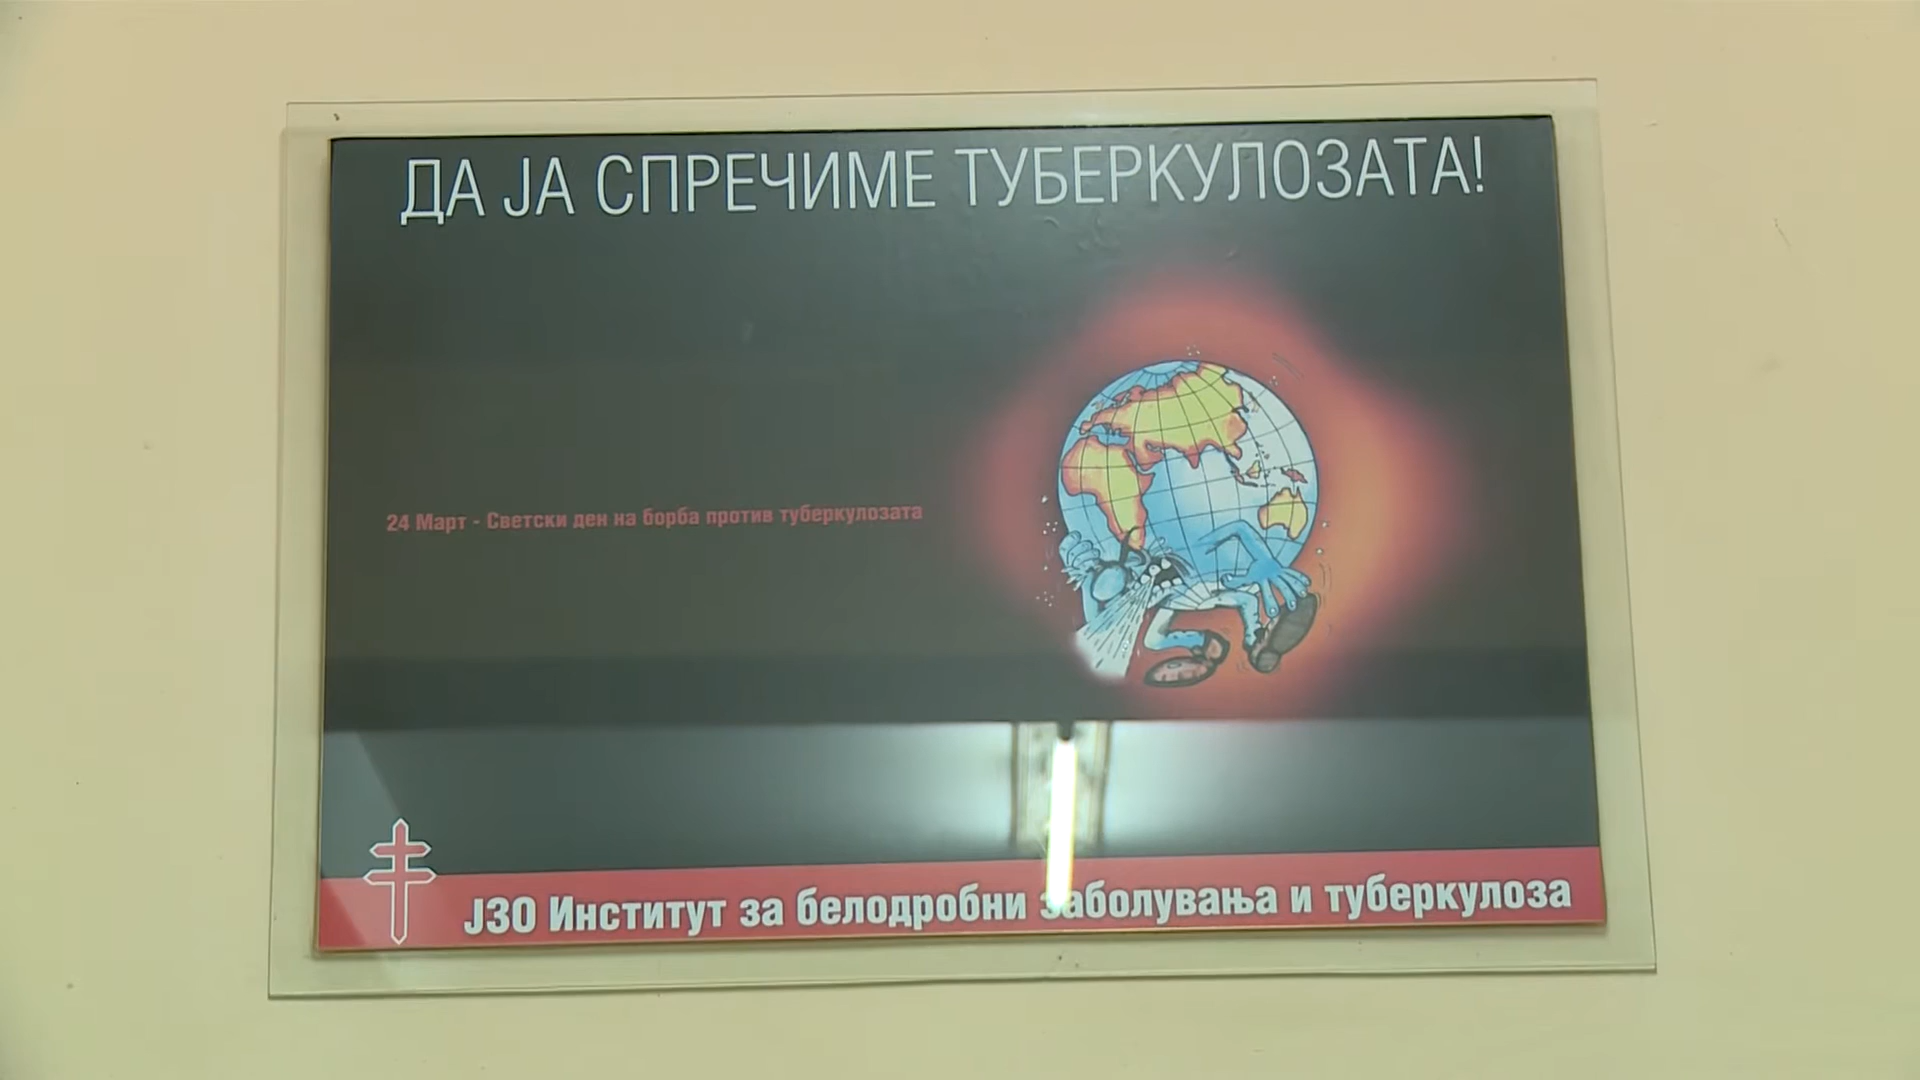 ДА ЈА СПРЕЧИМЕ ТУБЕРКУЛОЗАТА!
24 Март - Светски ден на борба против туберкулозата
ЈЗО Институт за белодробни заболувања и туберкулоза